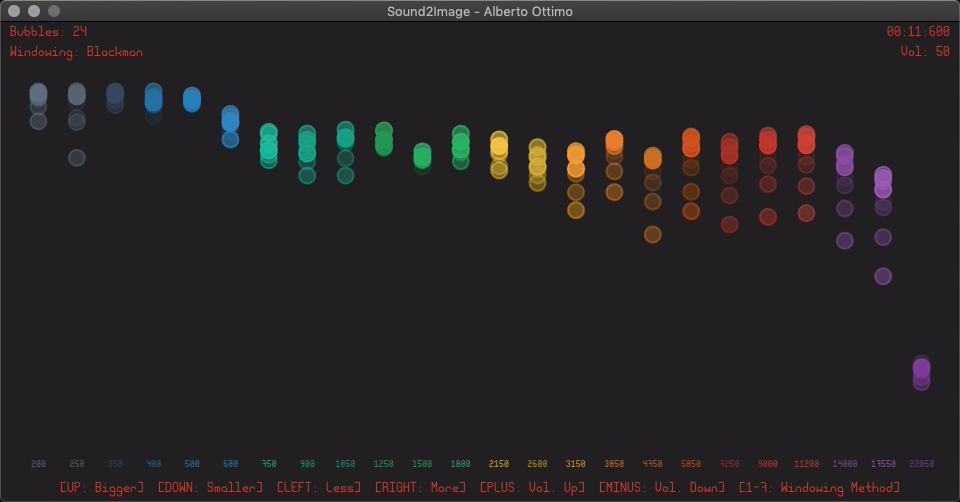 Sound2Image - Alberto Ottimo
Bubbles: 24 00:11:600
Windowing: Blackman Vol: 50
200 250 350 400 500 600 750 900 1050 1250 1500 1800 2150 2600 3150 3850 4750 5850 7250 9000 11200 14000 17550 22050
[UP: Bigger] [DOWN: Smaller] [LEFT: Less] [RIGHT: More] [PLUS: Vol. Up] [MINUS: Vol. Down] [1-7: Windowing Method]